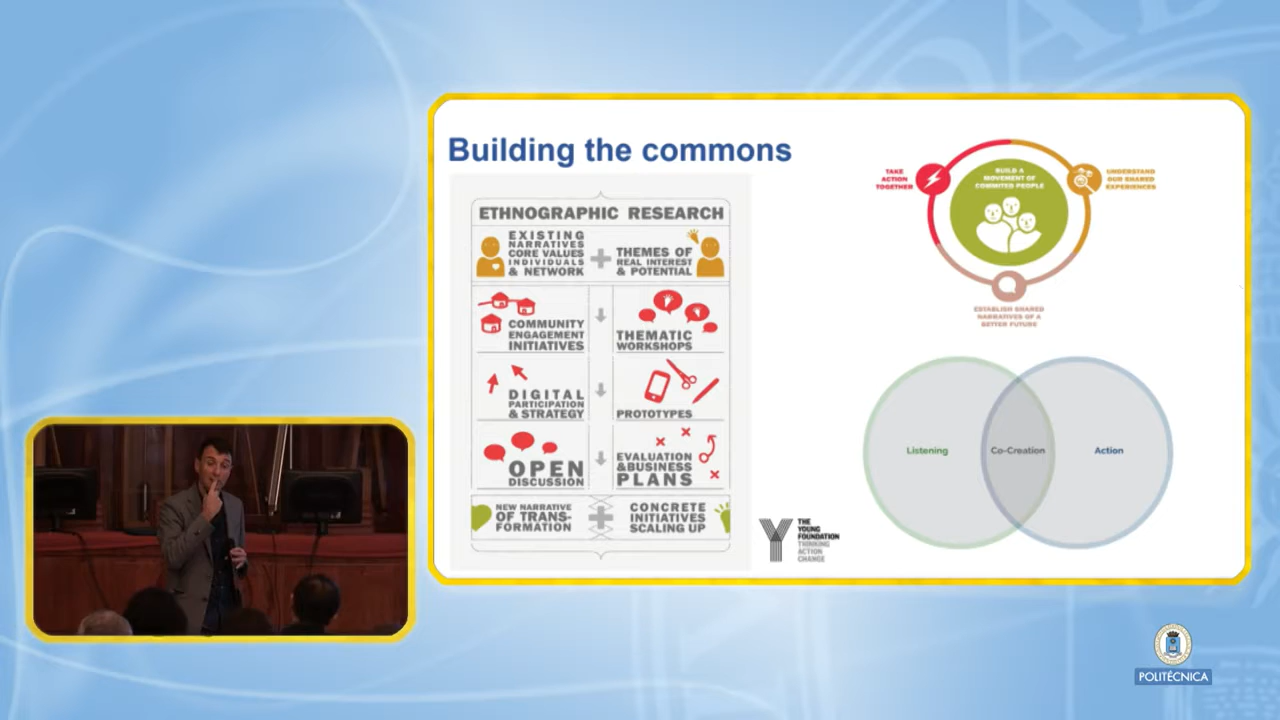 Building the commons
ETHNOGRAPHIC RESEARCH
EXISTING
NARRATIVES
CORE VALUES
INDIVIDUALS
& NETWORK
THEMES OF
REAL INTEREST
& POTENTIAL
COMMUNITY
ENGAGEMENT
INITIATIVES
THEMATIC
WORKSHOPS
DIGITAL
PARTICIPATION
& STRATEGY
PROTOTYPES
OPEN
DISCUSSION
EVALUATION
&BUSINESS
PLANS
NEW NARRATIVE
OF TRANS-
FORMATION
CONCRETE
INITIATIVES
SCALING UP
THE
YOUNG
FOUNDATION
THINKING
ACTION
CHANGE
TAKE
ACTION
TOGETHER
BUILD A
MOVEMENT OF
COMMITED PEOPLE
UNDERSTAND
OUR SHARED
EXPERIENCES
ESTABLISH SHARED
NARRATIVES OF A
BETTER FUTURE
Listening
Co-Creation
Action
POLITÉCNICA